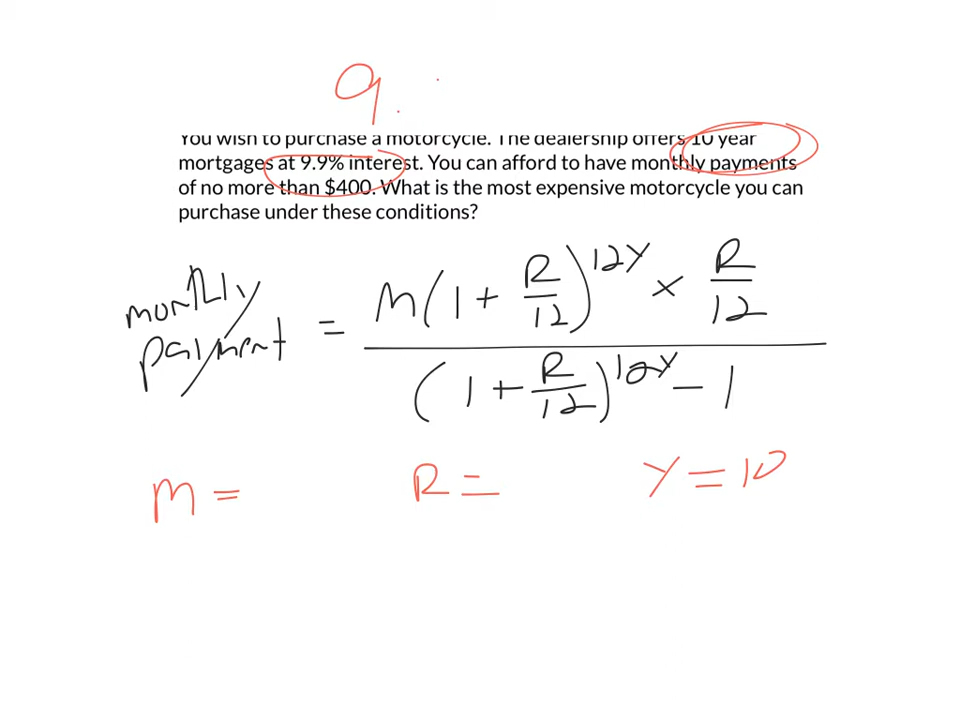 9.
You wish to purchase a motorcycle. The dealership offers 10 year
mortgages at 9.9% interest. You can afford to have monthly payments
of no more than $400. What is the most expensive motorcycle you can
purchase under these conditions?
monthly payment = M(1 + R/12)^12Y × R/12
(1 + R/12)^12Y − 1
M = R = Y = 10